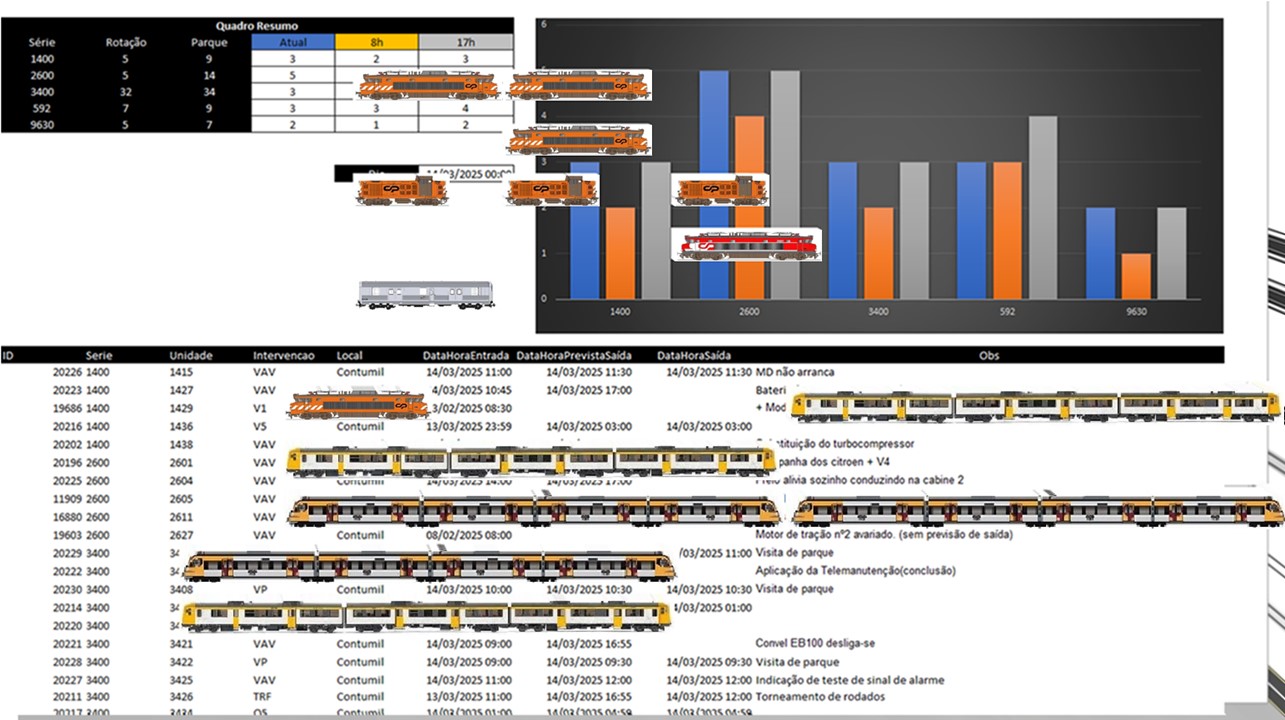 Quadro Resumo
Série Rotação Parque Atual 8h 17h
1400 5 9 3 2 3
2600 5 14 5
3400 32 34 3
592 7 9 3 3 4
9630 5 7 2 1 2
14/03/2025 00:00
6
4
3
2
1
0
1400 2600 3400 592 9630
ID Serie Unidade Intervencao Local DataHoraEntrada DataHoraPrevistaSaída DataHoraSaída Obs
20226 1400 1415 VAV Contumil 14/03/2025 11:00 14/03/2025 11:30 14/03/2025 11:30 MD não arranca
20223 1400 1427 VAV 4/03/2025 10:45 14/03/2025 17:00 Bateri
19686 1400 1429 V1 3/02/2025 08:30 + Mod
20216 1400 1436 V5 Contumil 13/03/2025 23:59 14/03/2025 03:00 14/03/2025 03:00
20202 1400 1438 VAV stituição do turbocompressor
20196 2600 2601 VAV panha dos citroen + V4
20225 2600 2604 VAV Contumil 14/03/2025 14:00 14/03/2025 17:00 Freio alivia sozinho conduzindo na cabine 2
11909 2600 2605 VAV
16880 2600 2611 VAV
19603 2600 2627 VAV Contumil 08/02/2025 08:00 Motor de tração nº2 avariado. (sem previsão de saída)
20229 3400 34 /03/2025 11:00 Visita de parque
20222 3400 34 Aplicação da Telemanutenção(conclusão)
20230 3400 3408 VP Contumil 14/03/2025 10:00 14/03/2025 10:30 14/03/2025 10:30 Visita de parque
20214 3400 34 4/03/2025 01:00
20220 3400
20221 3400 3421 VAV Contumil 14/03/2025 09:00 14/03/2025 16:55 Convel EB100 desliga-se
20228 3400 3422 VP Contumil 14/03/2025 09:00 14/03/2025 09:30 14/03/2025 09:30 Visita de parque
20227 3400 3425 VAV Contumil 14/03/2025 11:00 14/03/2025 12:00 14/03/2025 12:00 Indicação de teste de sinal de alarme
20211 3400 3426 TRF Contumil 13/03/2025 11:00 14/03/2025 16:55 14/03/2025 12:00 Torneamento de rodados
20217 3400 3434 O5 Contumil 14/03/2025 01:00 14/03/2025 04:59 14/03/2025 04:59